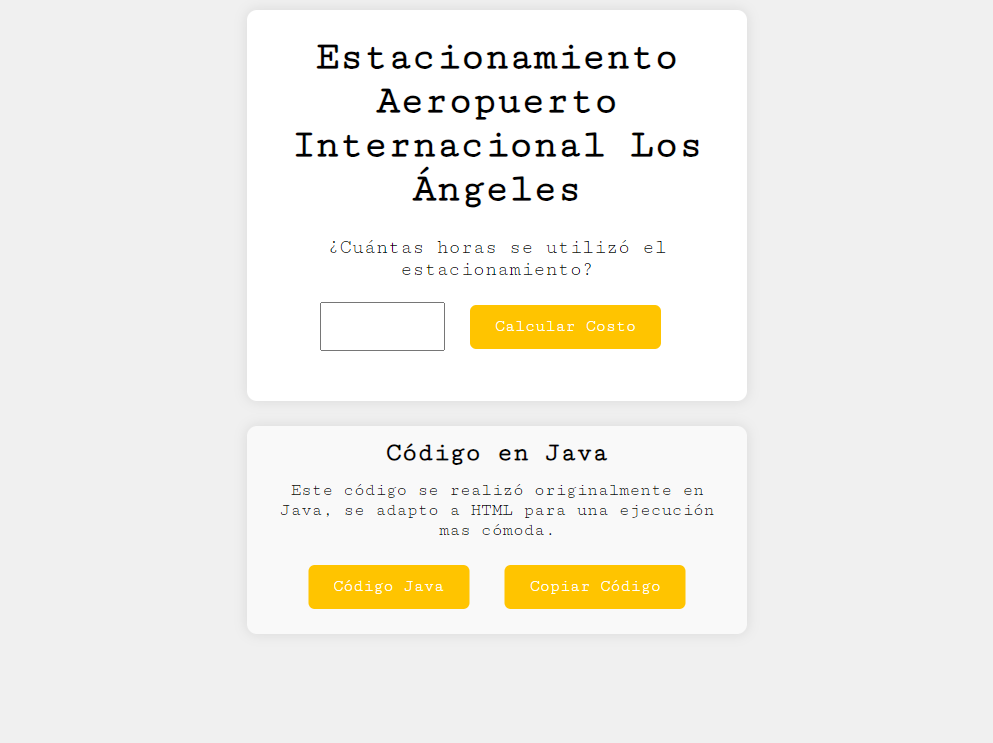 Estacionamiento
Aeropuerto
Internacional Los
Ángeles
¿Cuántas horas se utilizó el
estacionamiento?
Calcular Costo
Código en Java
Este código se realizó originalmente en
Java, se adapto a HTML para una ejecución
mas cómoda.
Código Java
Copiar Código